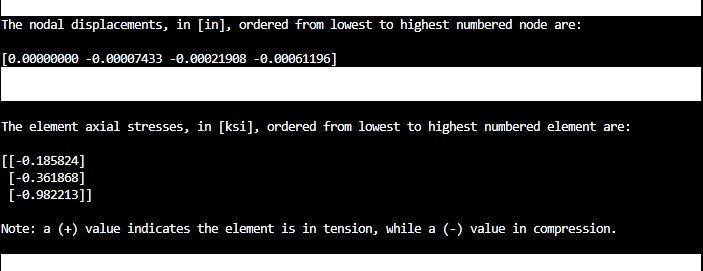 The nodal displacements, in [in], ordered from lowest to highest numbered node are:
[0.00000000 -0.00007433 -0.00021908 -0.00061196]
The element axial stresses, in [ksi], ordered from lowest to highest numbered element are:
[[-0.185824]
 [-0.361868]
 [-0.982213]]
Note: a (+) value indicates the element is in tension, while a (-) value in compression.